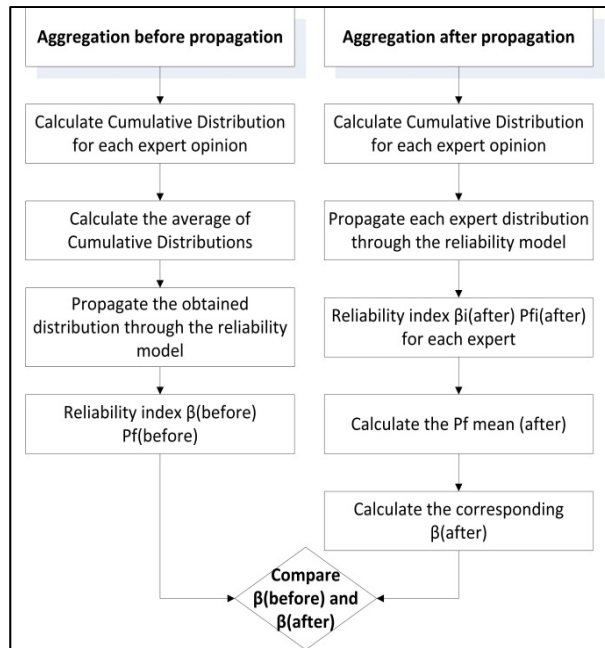 Aggregation before propagation
Calculate Cumulative Distribution
for each expert opinion
Calculate the average of
Cumulative Distributions
Propagate the obtained
distribution through the reliability
model
Reliability index β(before)
Pf(before)
Aggregation after propagation
Calculate Cumulative Distribution
for each expert opinion
Propagate each expert distribution
through the reliability model
Reliability index βi(after) Pfi(after)
for each expert
Calculate the Pf mean (after)
Calculate the corresponding
β(after)
Compare
β(before) and
β(after)